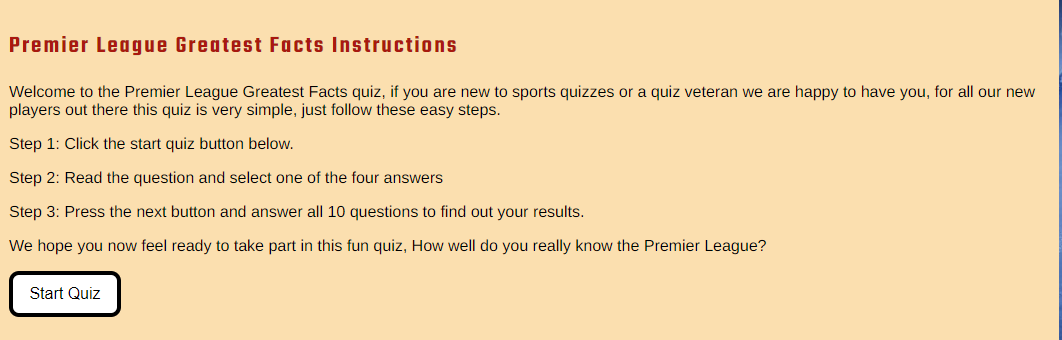 Premier League Greatest Facts Instructions
Welcome to the Premier League Greatest Facts quiz, if you are new to sports quizzes or a quiz veteran we are happy to have you, for all our new
players out there this quiz is very simple, just follow these easy steps.
Step 1: Click the start quiz button below.
Step 2: Read the question and select one of the four answers
Step 3: Press the next button and answer all 10 questions to find out your results.
We hope you now feel ready to take part in this fun quiz, How well do you really know the Premier League?
Start Quiz